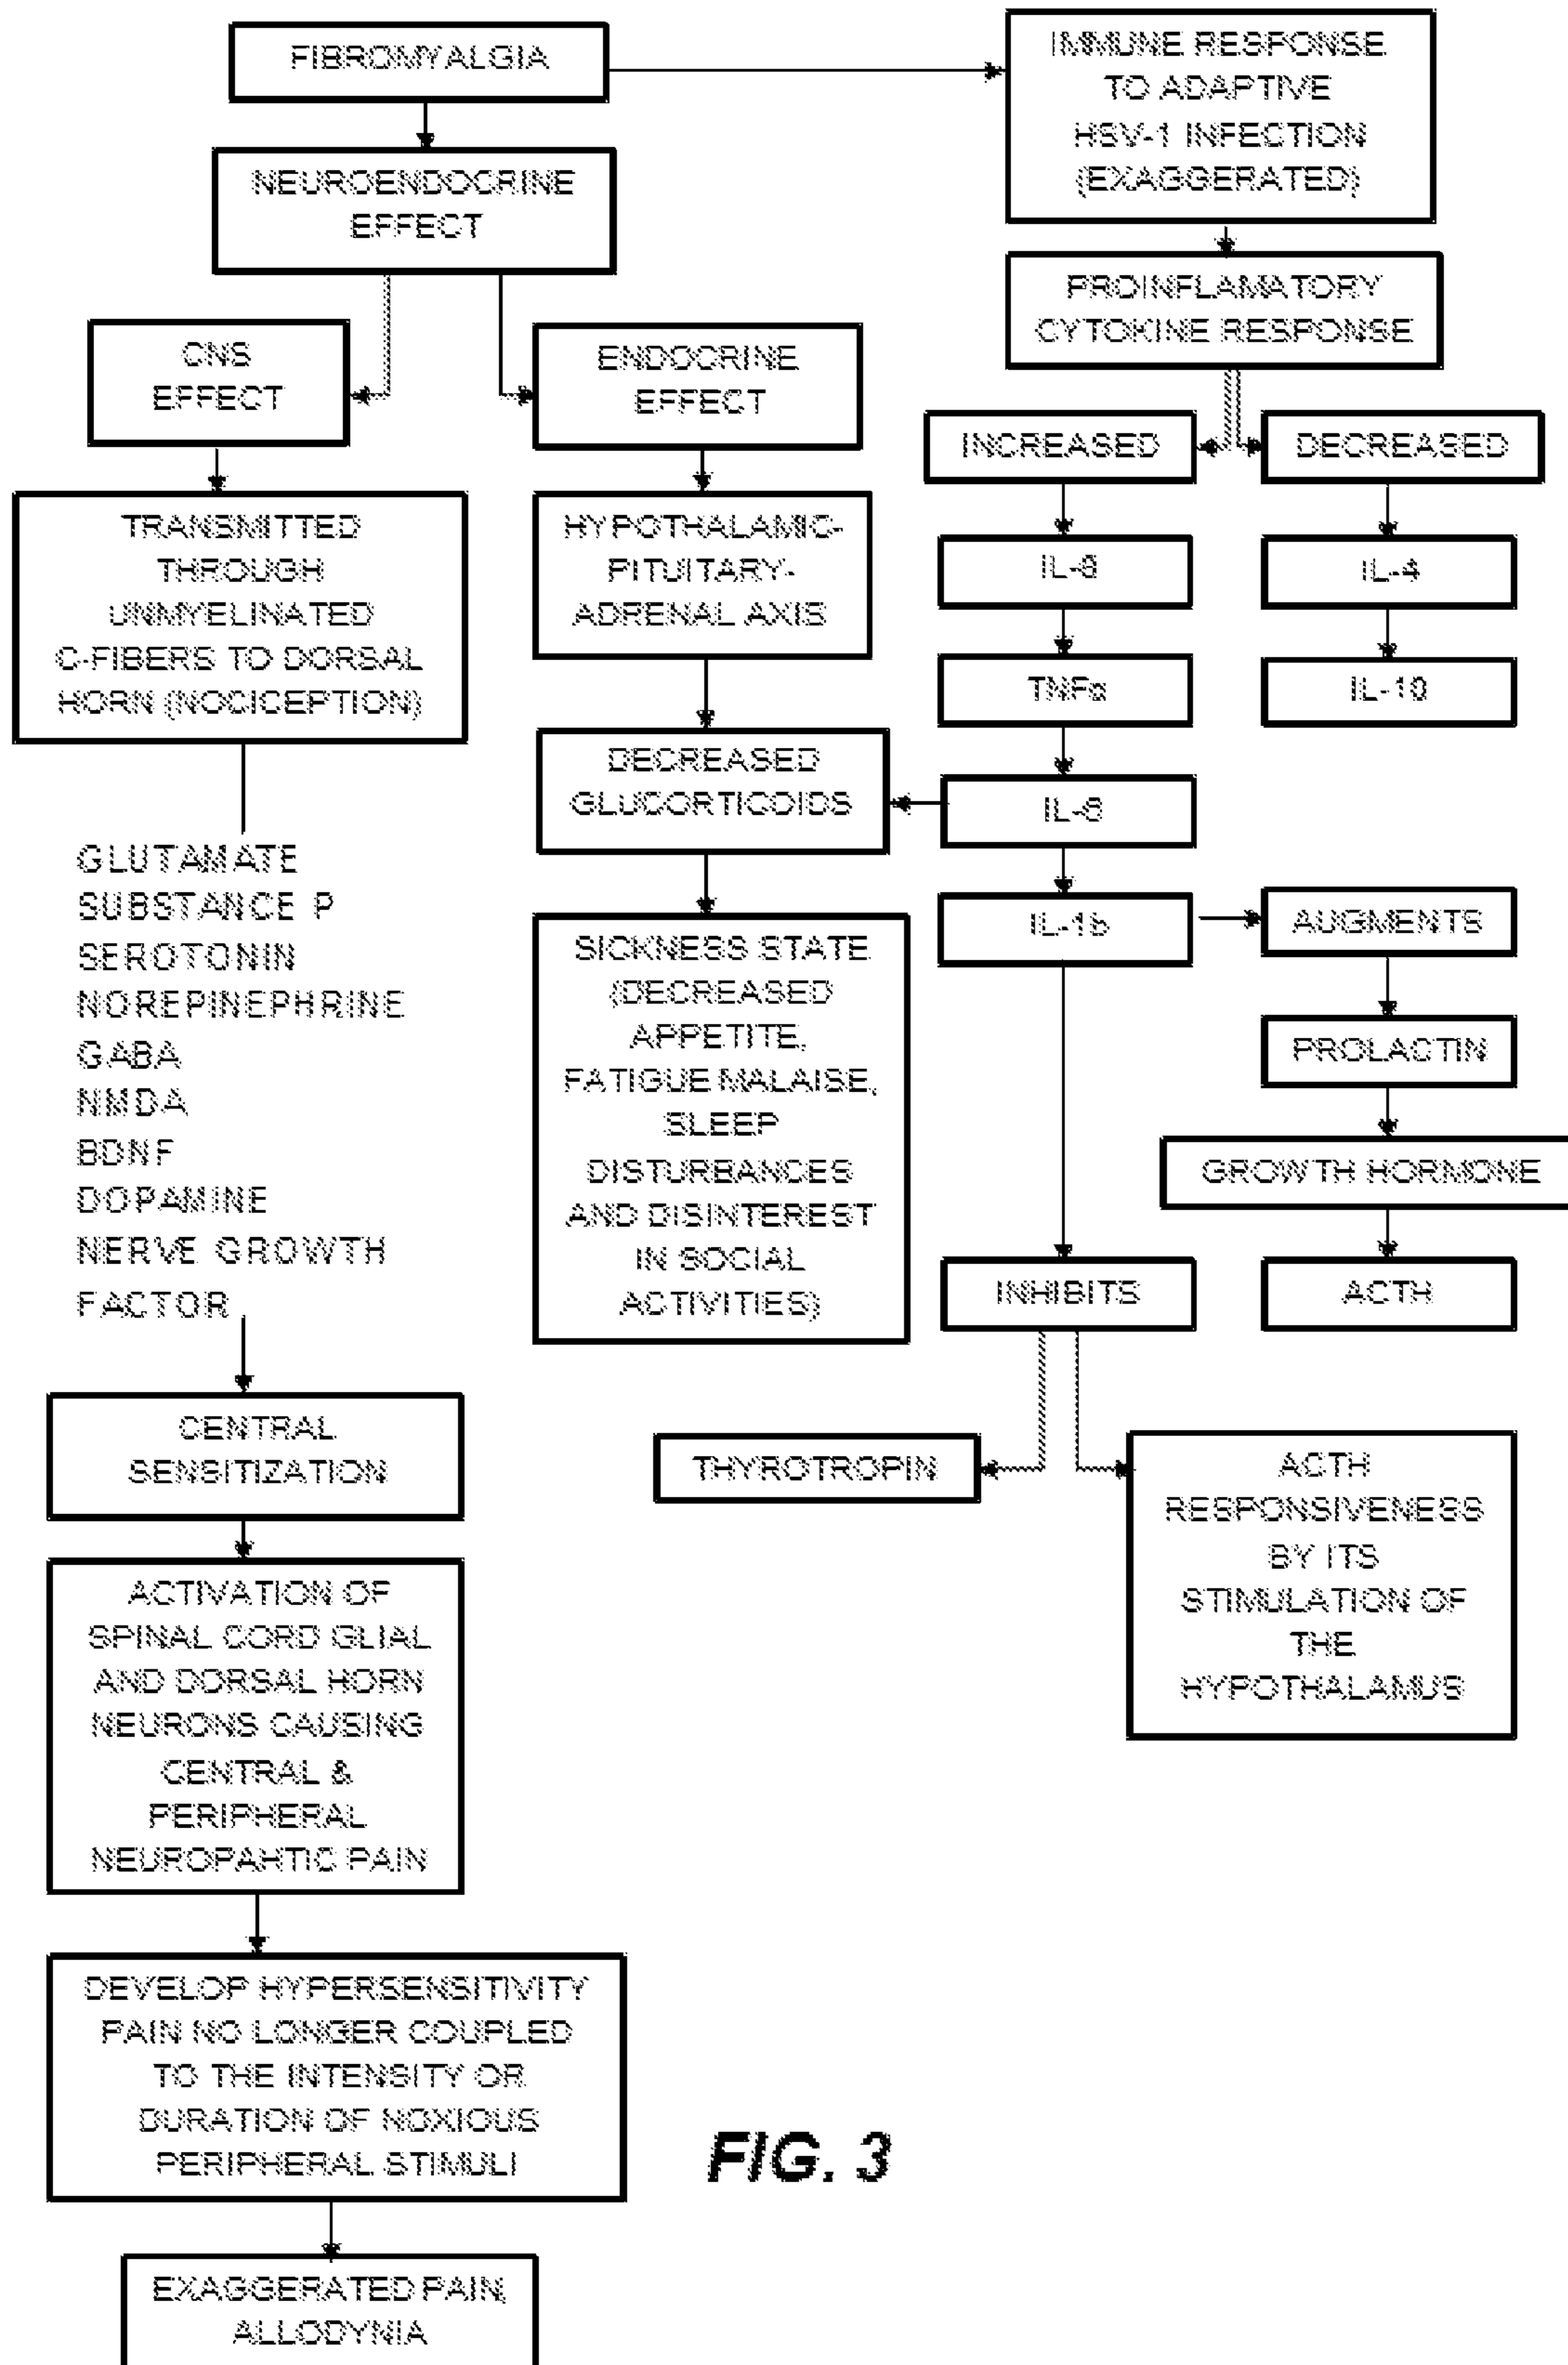 FIBROMYALGIA
IMMUNE RESPONSE
TO ADAPTIVE
HSV-1 INFECTION
(EXAGGERATED)
NEUROENDOCRINE
EFFECT
PROINFLAMATORY
CYTOKINE RESPONSE
CNS
EFFECT
ENDOCRINE
EFFECT
INCREASED
DECREASED
TRANSMITTED
THROUGH
UNMYELINATED
C-FIBERS TO DORSAL
HORN (NOCICEPTION)
HYPOTHALAMIC-
PITUITARY-
ADRENAL AXIS
IL-4
TNFα
IL-10
DECREASED
GLUCORTICOIDS
GLUTAMATE
SUBSTANCE P
SEROTONIN
NOREPINEPHRINE
GABA
NMDA
BDNF
DOPAMINE
NERVE GROWTH
FACTOR
SICKNESS STATE
(DECREASED
APPETITE,
FATIGUE MALAISE,
SLEEP
DISTURBANCES
AND DISINTEREST
IN SOCIAL
ACTIVITIES)
IL-1b
AUGMENTS
PROLACTIN
GROWTH HORMONE
INHIBITS
ACTH
CENTRAL
SENSITIZATION
THYROTROPIN
ACTH
RESPONSIVENESS
BY ITS
STIMULATION OF
THE
HYPOTHALAMUS
ACTIVATION OF
SPINAL CORD GLIAL
AND DORSAL HORN
NEURONS CAUSING
CENTRAL &
PERIPHERAL
NEUROPAHTIC PAIN
DEVELOP HYPERSENSITIVITY
PAIN NO LONGER COUPLED
TO THE INTENSITY OR
DURATION OF NOXIOUS
PERIPHERAL STIMULI
FIG. 3
EXAGGERATED PAIN,
ALLODYNIA